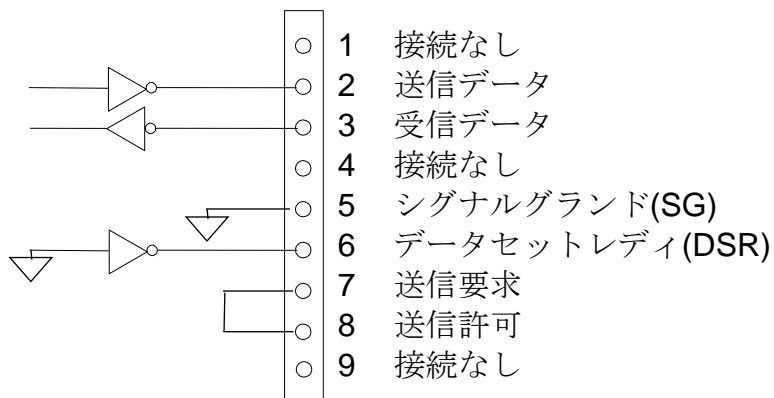 1 接続なし
2 送信データ
3 受信データ
4 接続なし
5 シグナルグランド(SG)
6 データセットレディ(DSR)
7 送信要求
8 送信許可
9 接続なし